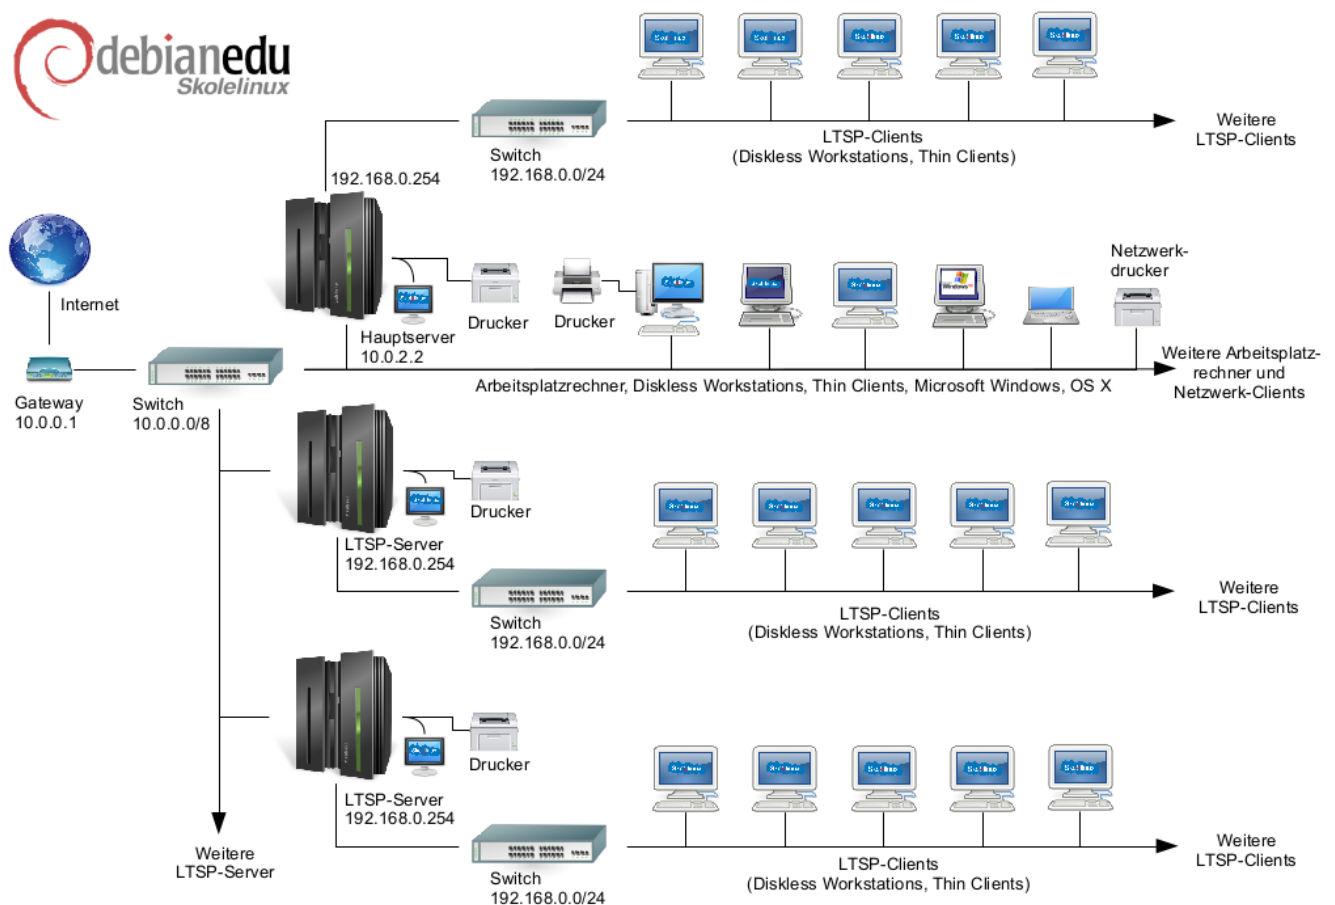 debianedu
Skolelinux
Switch
192.168.0.0/24
LTSP-Clients
(Diskless Workstations, Thin Clients)
Weitere
LTSP-Clients
192.168.0.254
Internet
Hauptserver
10.0.2.2
Drucker
Drucker
Windows
Netzwerk-
drucker
Gateway
10.0.0.1
Switch
10.0.0.0/8
Arbeitsplatzrechner, Diskless Workstations, Thin Clients, Microsoft Windows, OS X
Weitere Arbeitsplatz-
rechner und
Netzwerk-Clients
Drucker
LTSP-Server
192.168.0.254
Switch
192.168.0.0/24
LTSP-Clients
(Diskless Workstations, Thin Clients)
Weitere
LTSP-Clients
Drucker
LTSP-Server
192.168.0.254
Switch
192.168.0.0/24
LTSP-Clients
(Diskless Workstations, Thin Clients)
Weitere
LTSP-Clients
Weitere
LTSP-Server